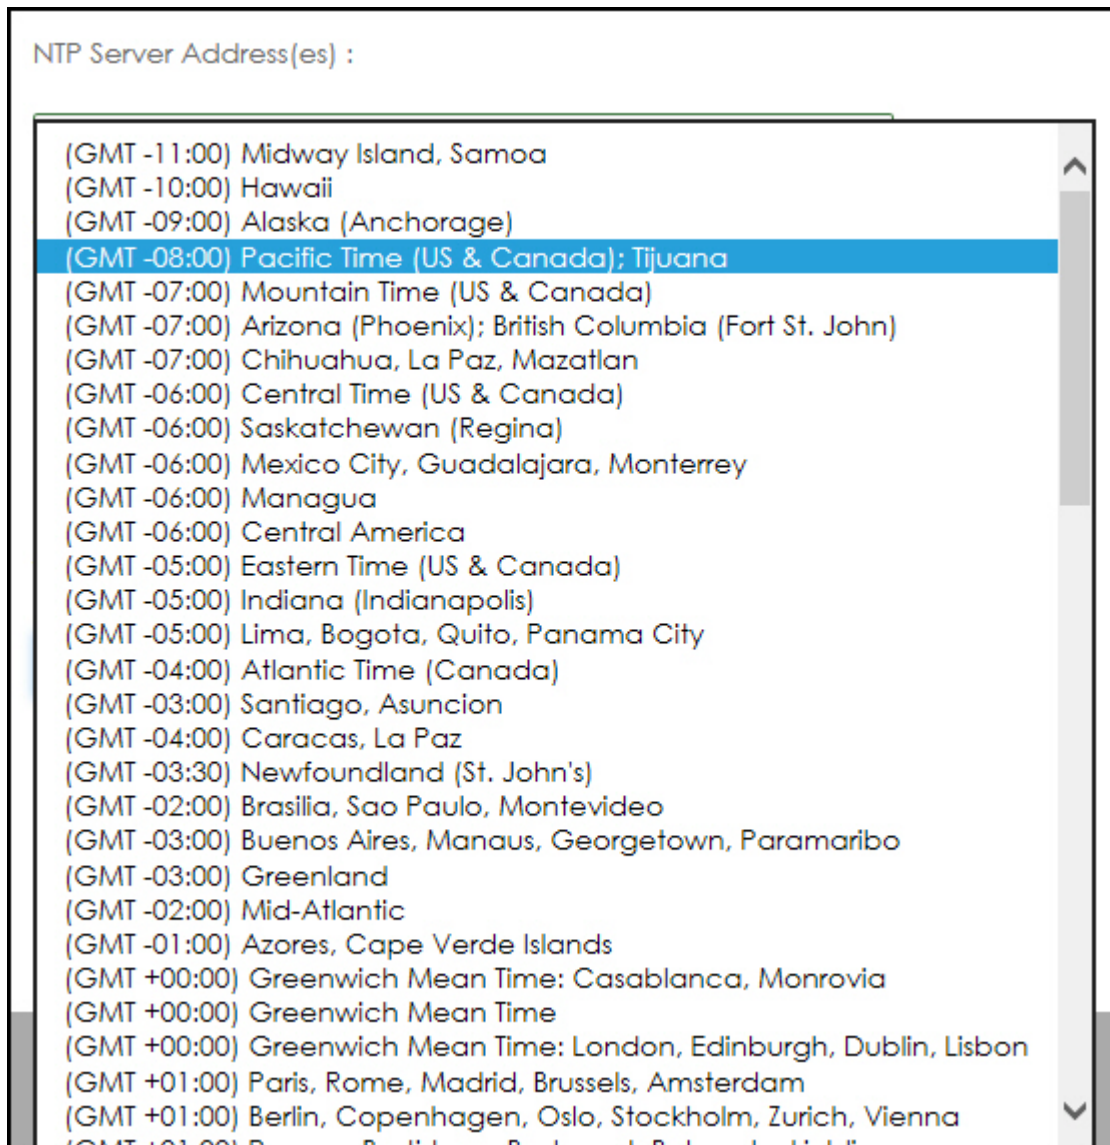 NTP Server Address(es) :
(GMT -11:00) Midway Island, Samoa
(GMT -10:00) Hawaii
(GMT -09:00) Alaska (Anchorage)
(GMT -08:00) Pacific Time (US & Canada); Tijuana
(GMT -07:00) Mountain Time (US & Canada)
(GMT -07:00) Arizona (Phoenix); British Columbia (Fort St. John)
(GMT -07:00) Chihuahua, La Paz, Mazatlan
(GMT -06:00) Central Time (US & Canada)
(GMT -06:00) Saskatchewan (Regina)
(GMT -06:00) Mexico City, Guadalajara, Monterrey
(GMT -06:00) Managua
(GMT -06:00) Central America
(GMT -05:00) Eastern Time (US & Canada)
(GMT -05:00) Indiana (Indianapolis)
(GMT -05:00) Lima, Bogota, Quito, Panama City
(GMT -04:00) Atlantic Time (Canada)
(GMT -03:00) Santiago, Asuncion
(GMT -04:00) Caracas, La Paz
(GMT -03:30) Newfoundland (St. John's)
(GMT -02:00) Brasilia, Sao Paulo, Montevideo
(GMT -03:00) Buenos Aires, Manaus, Georgetown, Paramaribo
(GMT -03:00) Greenland
(GMT -02:00) Mid-Atlantic
(GMT -01:00) Azores, Cape Verde Islands
(GMT +00:00) Greenwich Mean Time: Casablanca, Monrovia
(GMT +00:00) Greenwich Mean Time
(GMT +00:00) Greenwich Mean Time: London, Edinburgh, Dublin, Lisbon
(GMT +01:00) Paris, Rome, Madrid, Brussels, Amsterdam
(GMT +01:00) Berlin, Copenhagen, Oslo, Stockholm, Zurich, Vienna